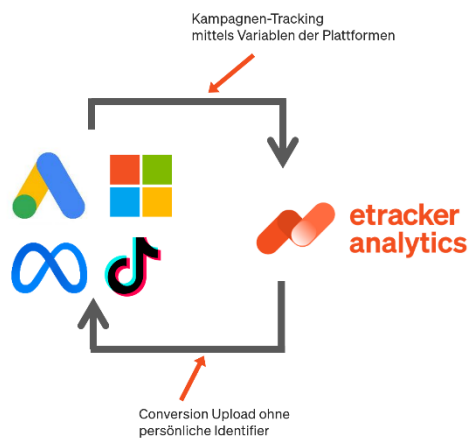 Kampagnen-Tracking
mittels Variablen der Plattformen
etracker
analytics
Conversion Upload ohne
persönliche Identifier